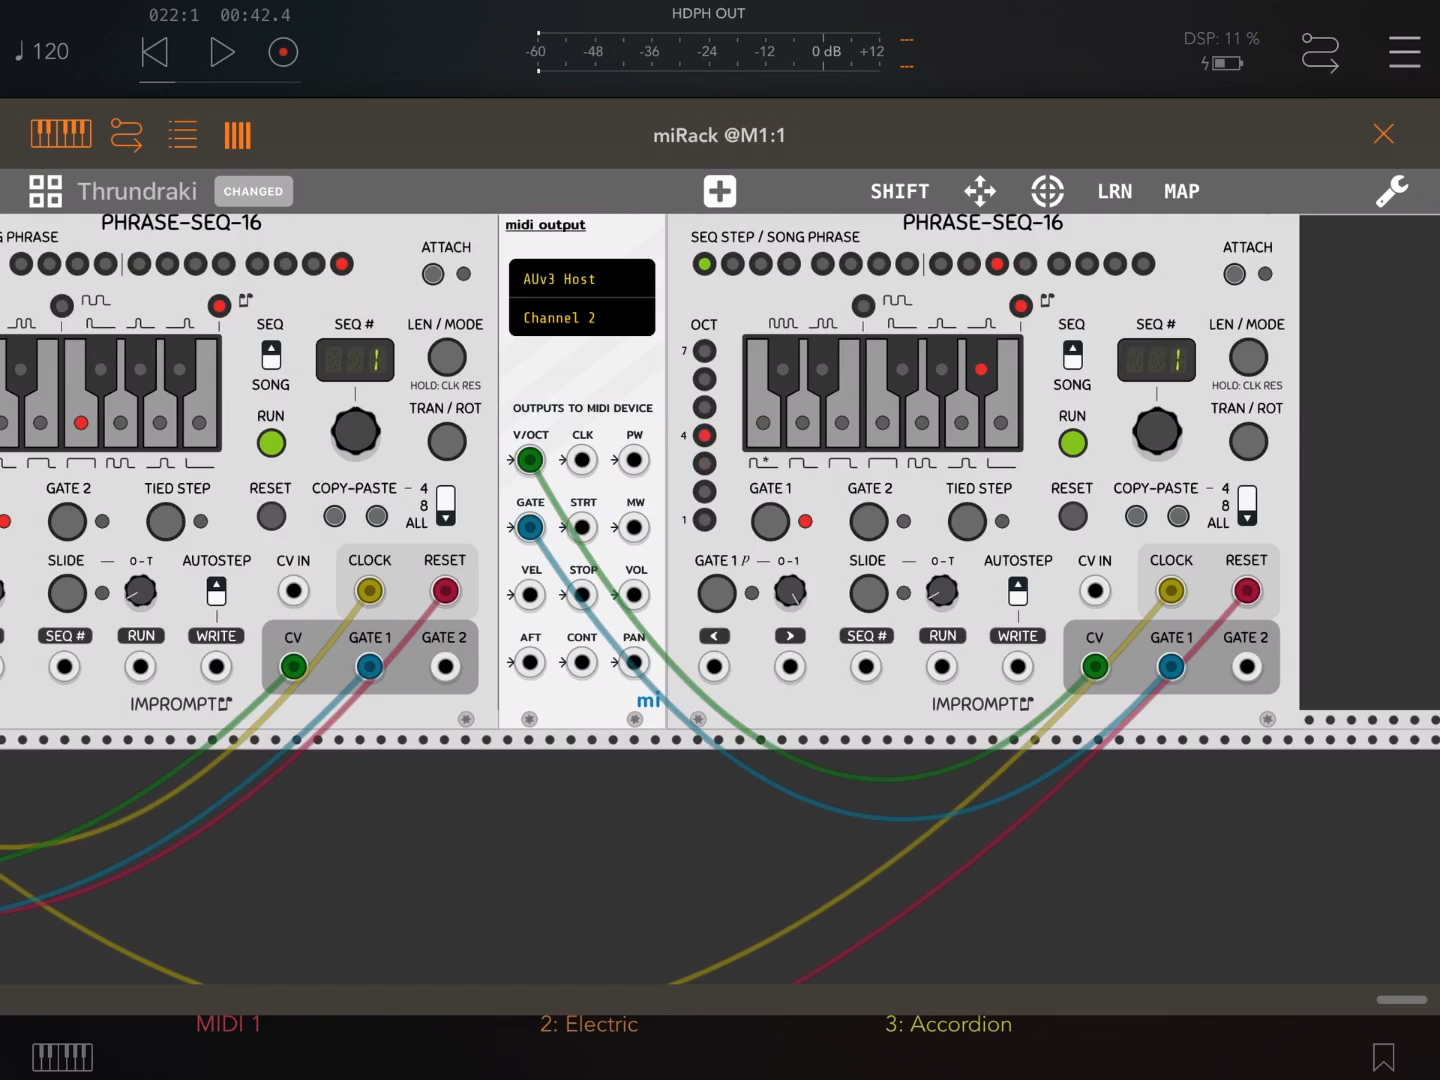 022:1 00:42.4
HDPH OUT
120
-60 -48 -36 -24 -12 0 dB +12
DSP: 11 %
miRack @M1:1
Thrundraki CHANGED
SHIFT LRN MAP
PHRASE-SEQ-16
G PHRASE
ATTACH
SEQ
SEQ #
LEN / MODE
1
SONG
HOLD: CLK RES
RUN
TRAN / ROT
GATE 2
TIED STEP
RESET
COPY-PASTE
4
8
ALL
SLIDE
0-T
AUTOSTEP
CV IN
CLOCK
RESET
SEQ#
RUN
WRITE
CV
GATE 1
GATE 2
IMPROMPT
midi output
AUv3 Host
Channel 2
OUTPUTS TO MIDI DEVICE
V/OCT CLK PW
GATE STRT MW
VEL STOP VOL
AFT CONT PAN
mi
PHRASE-SEQ-16
SEQ STEP / SONG PHRASE
ATTACH
OCT
7
4
1
SEQ
SEQ #
LEN / MODE
1
SONG
HOLD: CLK RES
RUN
TRAN / ROT
GATE 1
GATE 2
TIED STEP
RESET
COPY-PASTE
4
8
ALL
GATE 1 P
0-1
SLIDE
0-T
AUTOSTEP
CV IN
CLOCK
RESET
<
>
SEQ#
RUN
WRITE
CV
GATE 1
GATE 2
IMPROMPT
MIDI 1
2: Electric
3: Accordion